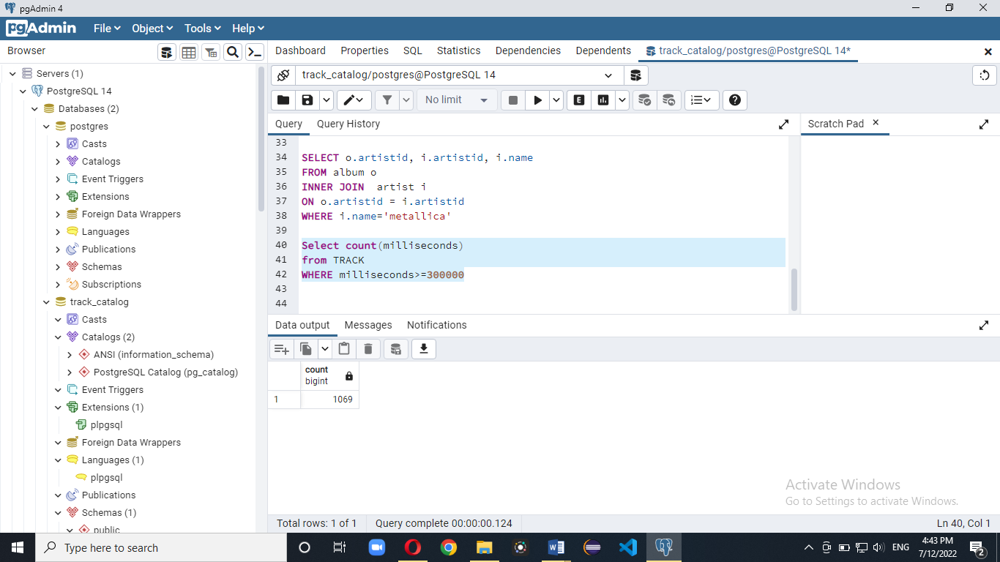 pgAdmin 4
pgAdmin File Object Tools Help
Browser
Dashboard Properties SQL Statistics Dependencies Dependents track_catalog/postgres@PostgreSQL 14*
Servers (1)
PostgreSQL 14
Databases (2)
postgres
Casts
Catalogs
Event Triggers
Extensions
Foreign Data Wrappers
Languages
Publications
Schemas
Subscriptions
track_catalog
Casts
Catalogs (2)
ANSI (information_schema)
PostgreSQL Catalog (pg_catalog)
Event Triggers
Extensions (1)
plpgsql
Foreign Data Wrappers
Languages (1)
plpgsql
Publications
Schemas (1)
public
track_catalog/postgres@PostgreSQL 14
No limit
E
Query Query History
Scratch Pad
33
34 SELECT o.artistid, i.artistid, i.name
35 FROM album o
36 INNER JOIN  artist i
37 ON o.artistid = i.artistid
38 WHERE i.name='metallica'
39
40 Select count(milliseconds)
41 from TRACK
42 WHERE milliseconds>=300000
43
44
Data output Messages Notifications
count
bigint
1 1069
Activate Windows
Go to Settings to activate Windows.
Total rows: 1 of 1 Query complete 00:00:00.124 Ln 40, Col 1
Type here to search
ENG
4:43 PM
7/12/2022
2